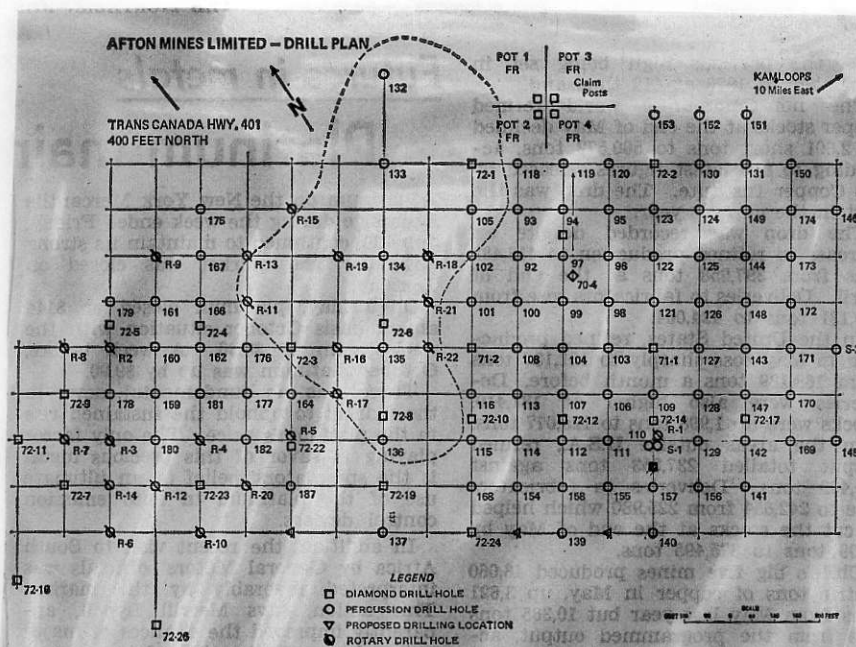 AFTON MINES LIMITED — DRILL PLAN
POT 1 FR
POT 3 FR
Claim Posts
POT 2 FR
POT 4 FR
KAMLOOPS
10 Miles East
N
TRANS CANADA HWY. 401
400 FEET NORTH
132
153 152 151
133 72-1 118 119 120 72-2 130 131 150
175 R-15 105 93 94 95 123 124 149 174 146
R-9 167 R-13 R-19 134 R-18 102 92 97 96 122 125 144 173
70-4
179 161 166 R-11 R-21 101 100 99 98 121 126 148 172
72-5 72-4 72-6
R-8 R2 160 162 176 72-3 R-16 135 R-22 71-2 108 104 103 71-1 127 143 171
72-9 178 159 181 177 164 R-17 72-8 116 113 107 106 109 128 147 170
72-10 72-12 72-14 72-17
72-11 R-7 R-3 180 R-4 182 R-5 72-22 136 115 114 112 111 110 R-1 S-1 129 142 169 145
72-7 R-14 R-12 72-23 R-20 187 72-19 168 154 158 155 157 156 141
R-6 R-10 137 72-24 139 140
72-25
LEGEND
DIAMOND DRILL HOLE
PERCUSSION DRILL HOLE
PROPOSED DRILLING LOCATION
ROTARY DRILL HOLE
SCALE